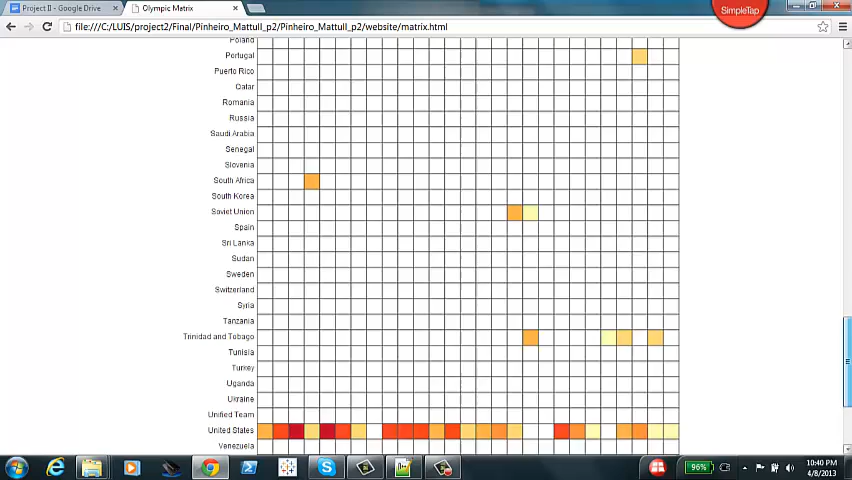 Project II - Google Drive
Olympic Matrix
SimpleTap
file:///C:/LUIS/project2/Final/Pinheiro_Mattull_p2/Pinheiro_Mattull_p2/website/matrix.html
Poland
Portugal
Puerto Rico
Qatar
Romania
Russia
Saudi Arabia
Senegal
Slovenia
South Africa
South Korea
Soviet Union
Spain
Sri Lanka
Sudan
Sweden
Switzerland
Syria
Tanzania
Trinidad and Tobago
Tunisia
Turkey
Uganda
Ukraine
Unified Team
United States
Venezuela
96%
10:40 PM
4/8/2013